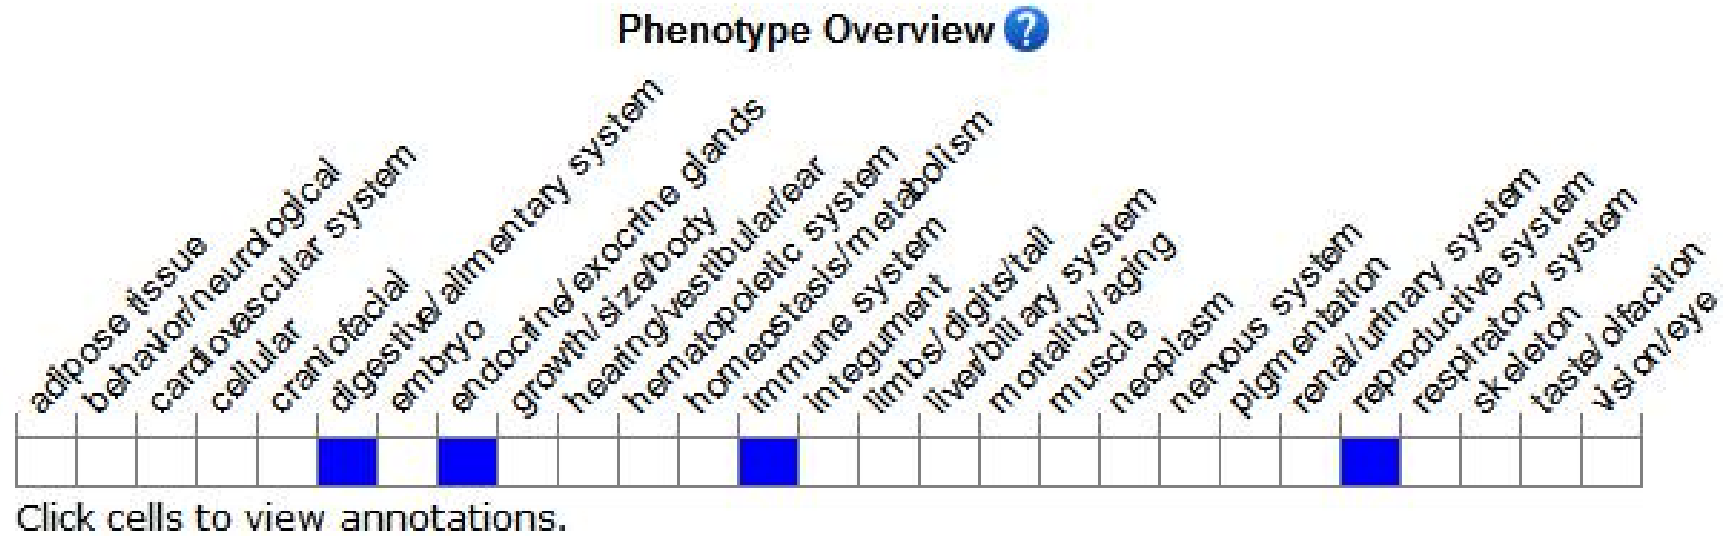 Phenotype Overview ?
adipose tissue
behavior/neurological
cardiovascular system
cellular
craniofacial
digestive/alimentary system
embryo
endocrine/exocrine glands
growth/size/body
hearing/vestibular/ear
hematopoietic system
homeostasis/metabolism
immune system
integument
limbs/digits/tail
liver/biliary system
mortality/aging
muscle
neoplasm
nervous system
pigmentation
renal/urinary system
reproductive system
respiratory system
skeleton
taste/olfaction
vision/eye
Click cells to view annotations.